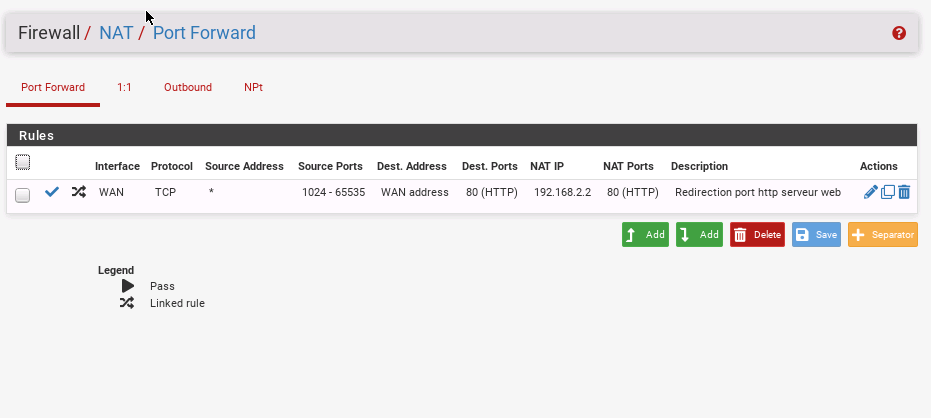 Firewall / NAT / Port Forward
Port Forward 1:1 Outbound NPt
Rules
Interface Protocol Source Address Source Ports Dest. Address Dest. Ports NAT IP NAT Ports Description Actions
WAN TCP * 1024 - 65535 WAN address 80 (HTTP) 192.168.2.2 80 (HTTP) Redirection port http serveur web
Add Add Delete Save Separator
Legend
Pass
Linked rule